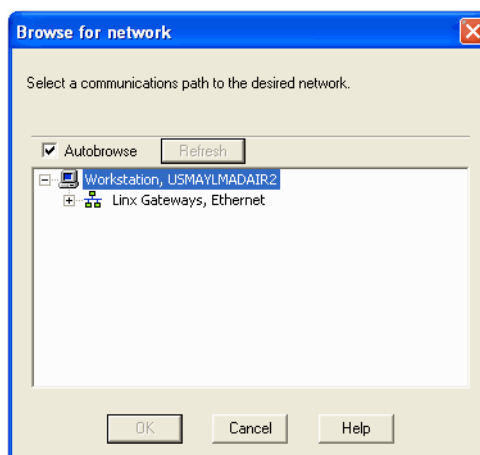 Browse for network
Select a communications path to the desired network.
Autobrowse Refresh
Workstation, USMAYLMADAIR2
Linx Gateways, Ethernet
OK Cancel Help